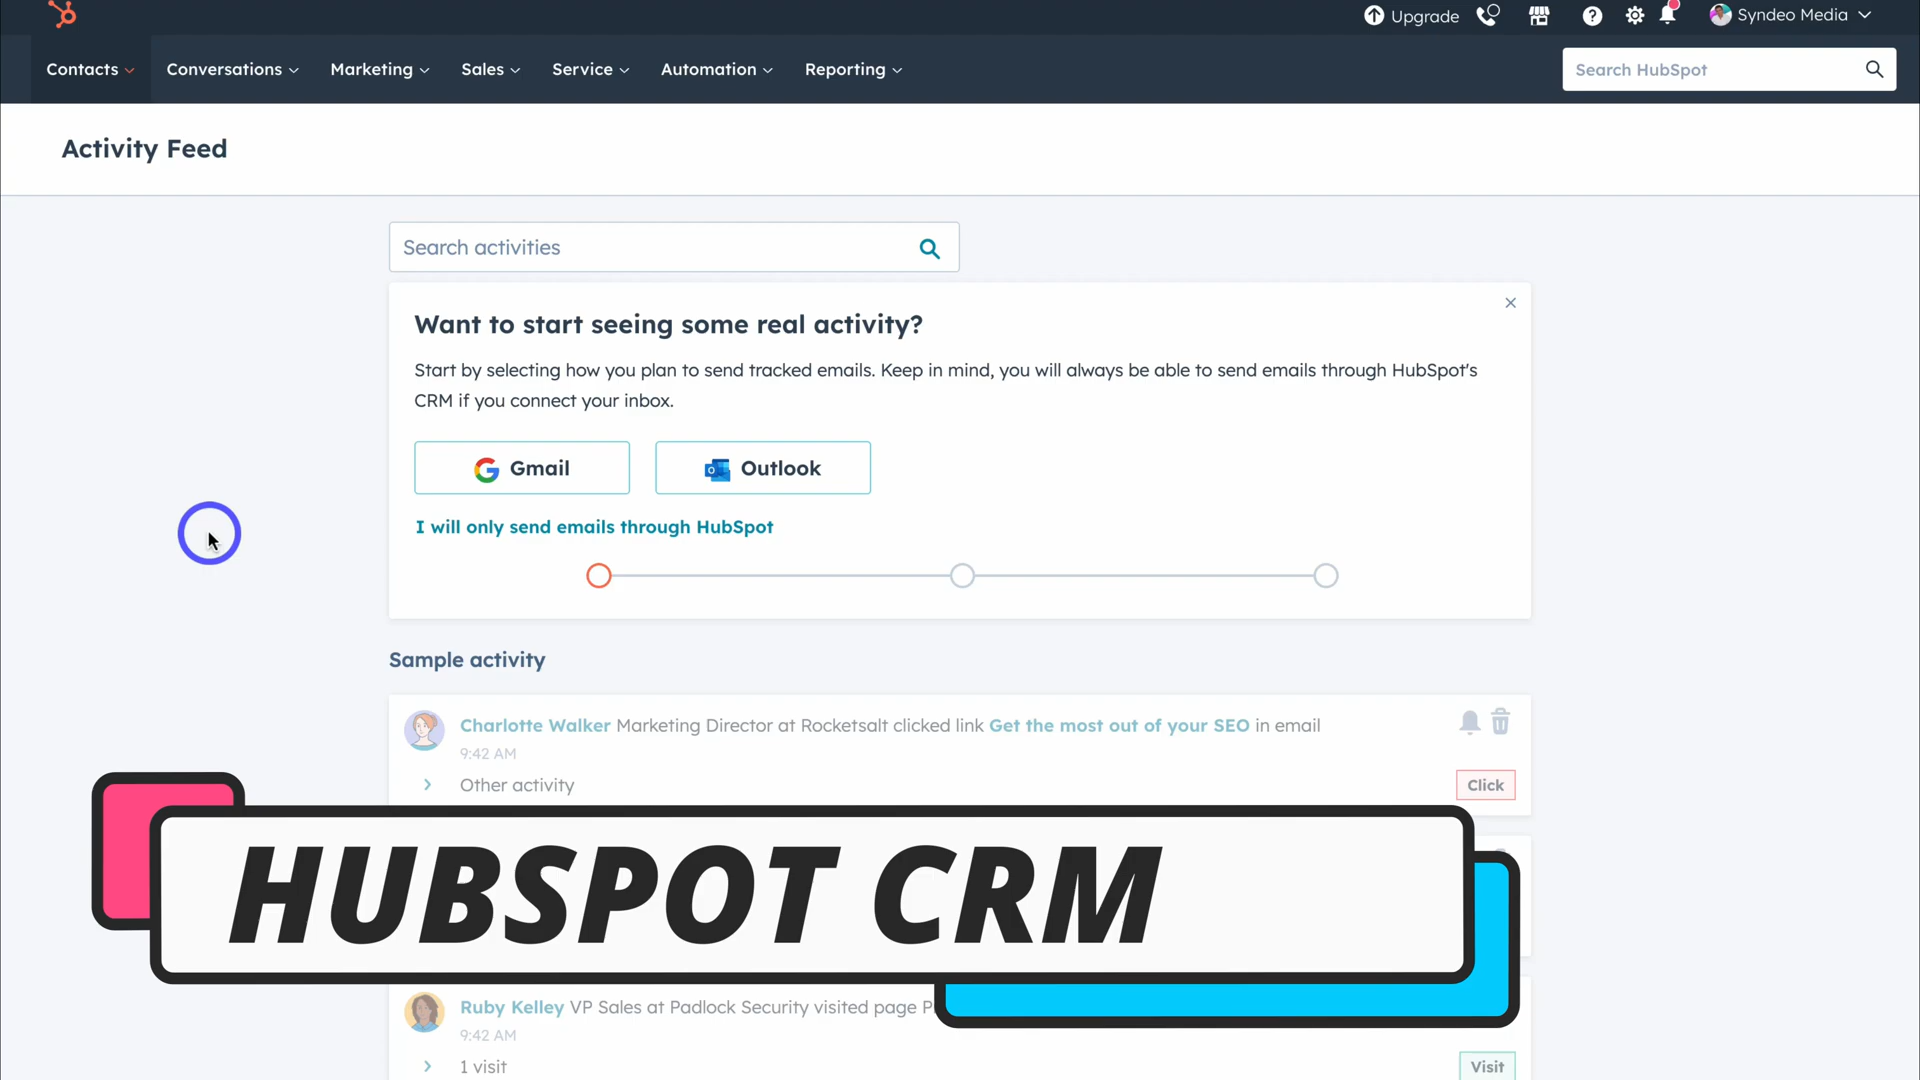 Upgrade
Syndeo Media
Contacts
Conversations
Marketing
Sales
Service
Automation
Reporting
Search HubSpot
Activity Feed
Search activities
Want to start seeing some real activity?
Start by selecting how you plan to send tracked emails. Keep in mind, you will always be able to send emails through HubSpot's
CRM if you connect your inbox.
Gmail
Outlook
I will only send emails through HubSpot
Sample activity
Charlotte Walker Marketing Director at Rocketsalt clicked link Get the most out of your SEO in email
9:42 AM
Other activity
Click
HUBSPOT CRM
Ruby Kelley VP Sales at Padlock Security visited page
9:42 AM
1 visit
Visit